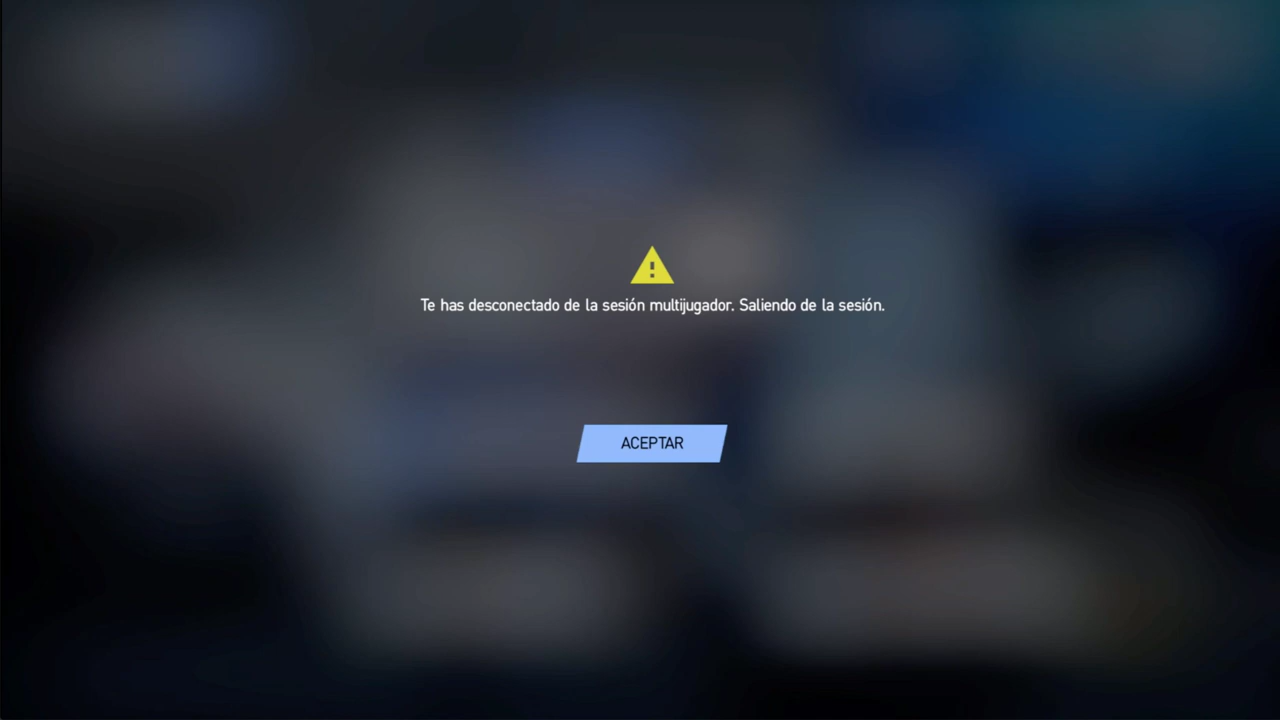 Te has desconectado de la sesión multijugador. Saliendo de la sesión.
ACEPTAR